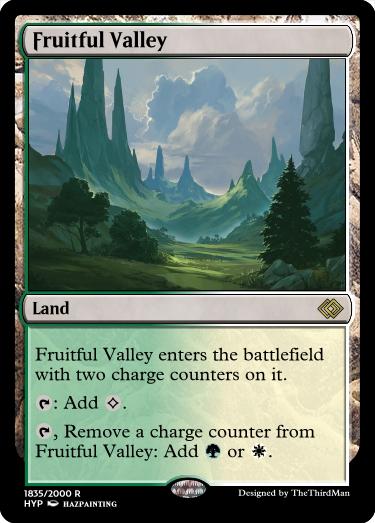 Fruitful Valley
Land
Fruitful Valley enters the battlefield
with two charge counters on it.
: Add .
, Remove a charge counter from
Fruitful Valley: Add or .
1835/2000 R
HYP HAZPAINTING
Designed by TheThirdMan